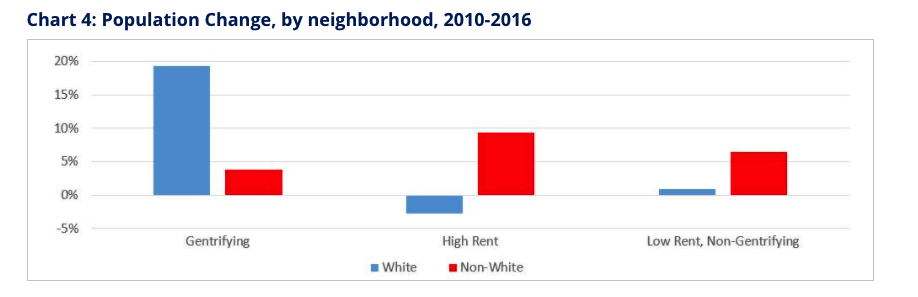 Chart 4: Population Change, by neighborhood, 2010-2016
20%
15%
10%
5%
0%
-5%
Gentrifying High Rent Low Rent, Non-Gentrifying
White Non-White